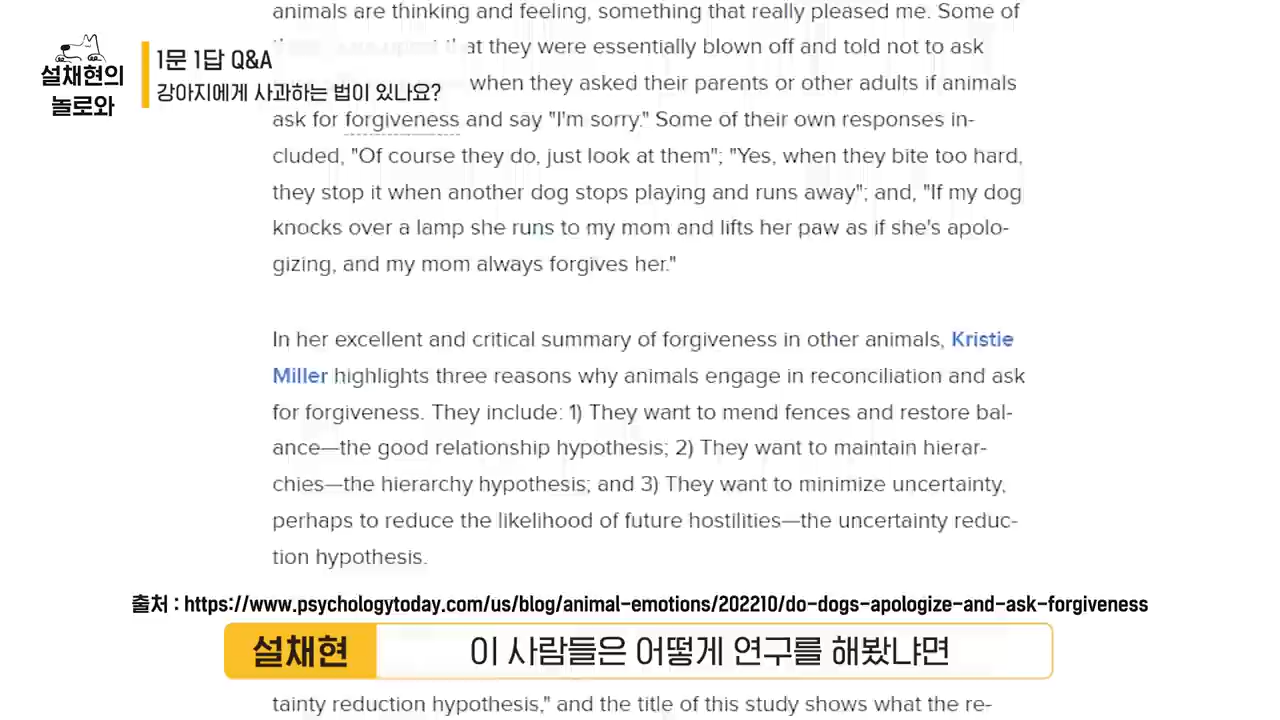 설채현의
놀로와
1문 1답 Q&A
강아지에게 사과하는 법이 있나요?
animals are thinking and feeling, something that really pleased me. Some of
at they were essentially blown off and told not to ask
when they asked their parents or other adults if animals
ask for forgiveness and say "I'm sorry." Some of their own responses in-
cluded, "Of course they do, just look at them"; "Yes, when they bite too hard,
they stop it when another dog stops playing and runs away"; and, "If my dog
knocks over a lamp she runs to my mom and lifts her paw as if she's apolo-
gizing, and my mom always forgives her."
In her excellent and critical summary of forgiveness in other animals, Kristie
Miller highlights three reasons why animals engage in reconciliation and ask
for forgiveness. They include: 1) They want to mend fences and restore bal-
ance—the good relationship hypothesis; 2) They want to maintain hierar-
chies—the hierarchy hypothesis; and 3) They want to minimize uncertainty,
perhaps to reduce the likelihood of future hostilities—the uncertainty reduc-
tion hypothesis.
출처 : https://www.psychologytoday.com/us/blog/animal-emotions/202210/do-dogs-apologize-and-ask-forgiveness
설채현 이 사람들은 어떻게 연구를 해봤냐면
tainty reduction hypothesis," and the title of this study shows what the re-